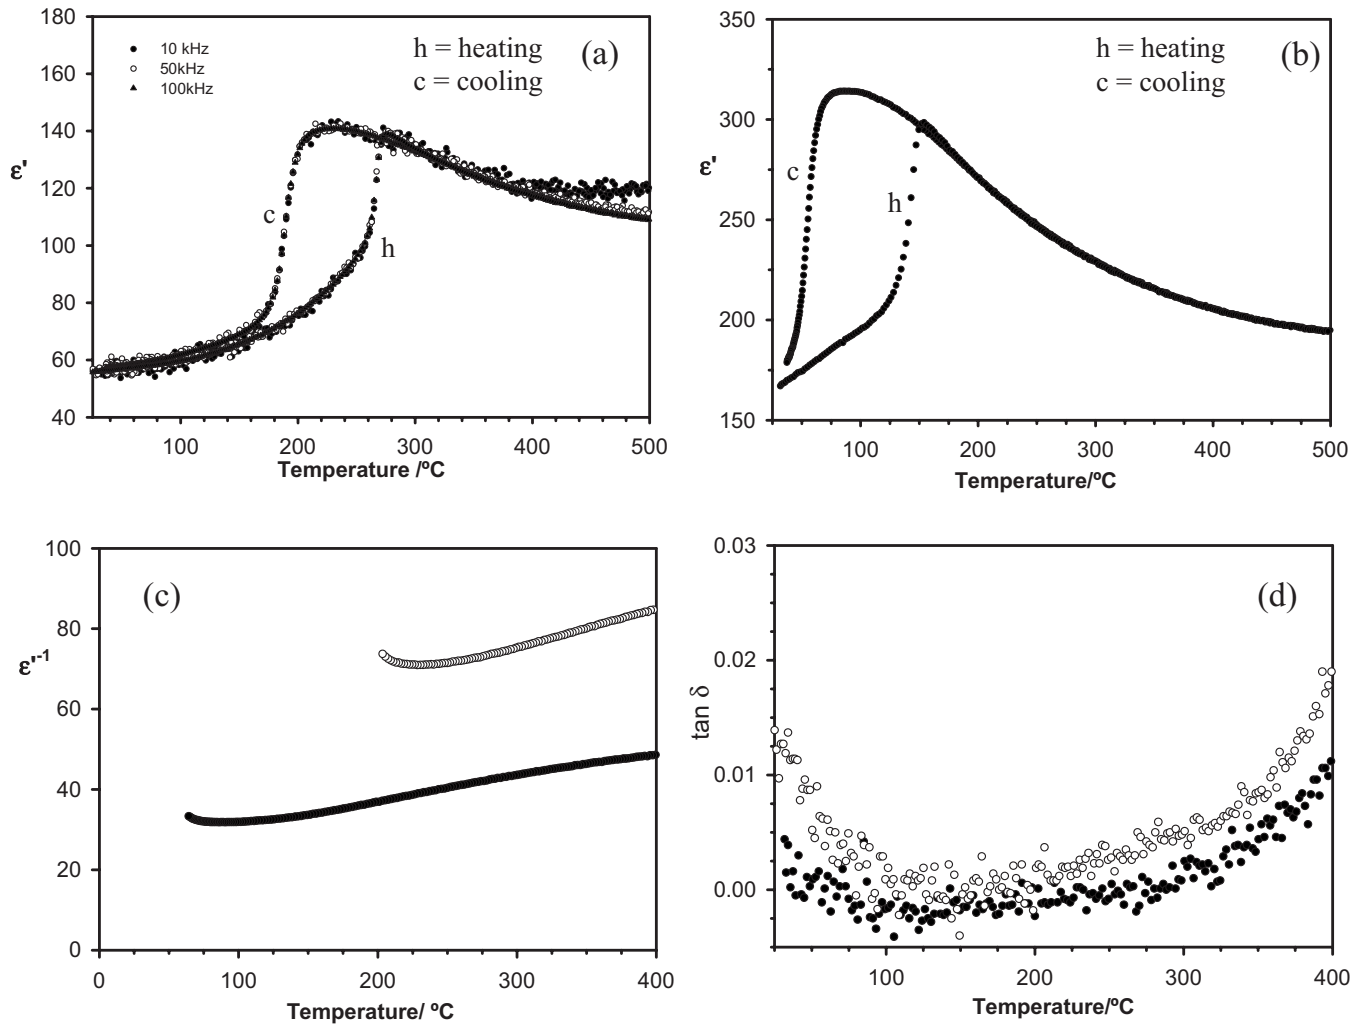 180
160
140
120
100
80
60
40
ε'
10 kHz
50kHz
100kHz
h = heating
c = cooling
(a)
c
h
100 200 300 400 500
Temperature /ºC
350
300
250
200
150
ε'
h = heating
c = cooling
(b)
c
h
100 200 300 400 500
Temperature/ºC
100
80
60
40
20
0
ε'-1
(c)
0 100 200 300 400
Temperature/ ºC
0.03
0.02
0.01
0.00
tan δ
(d)
100 200 300 400
Temperature/ºC